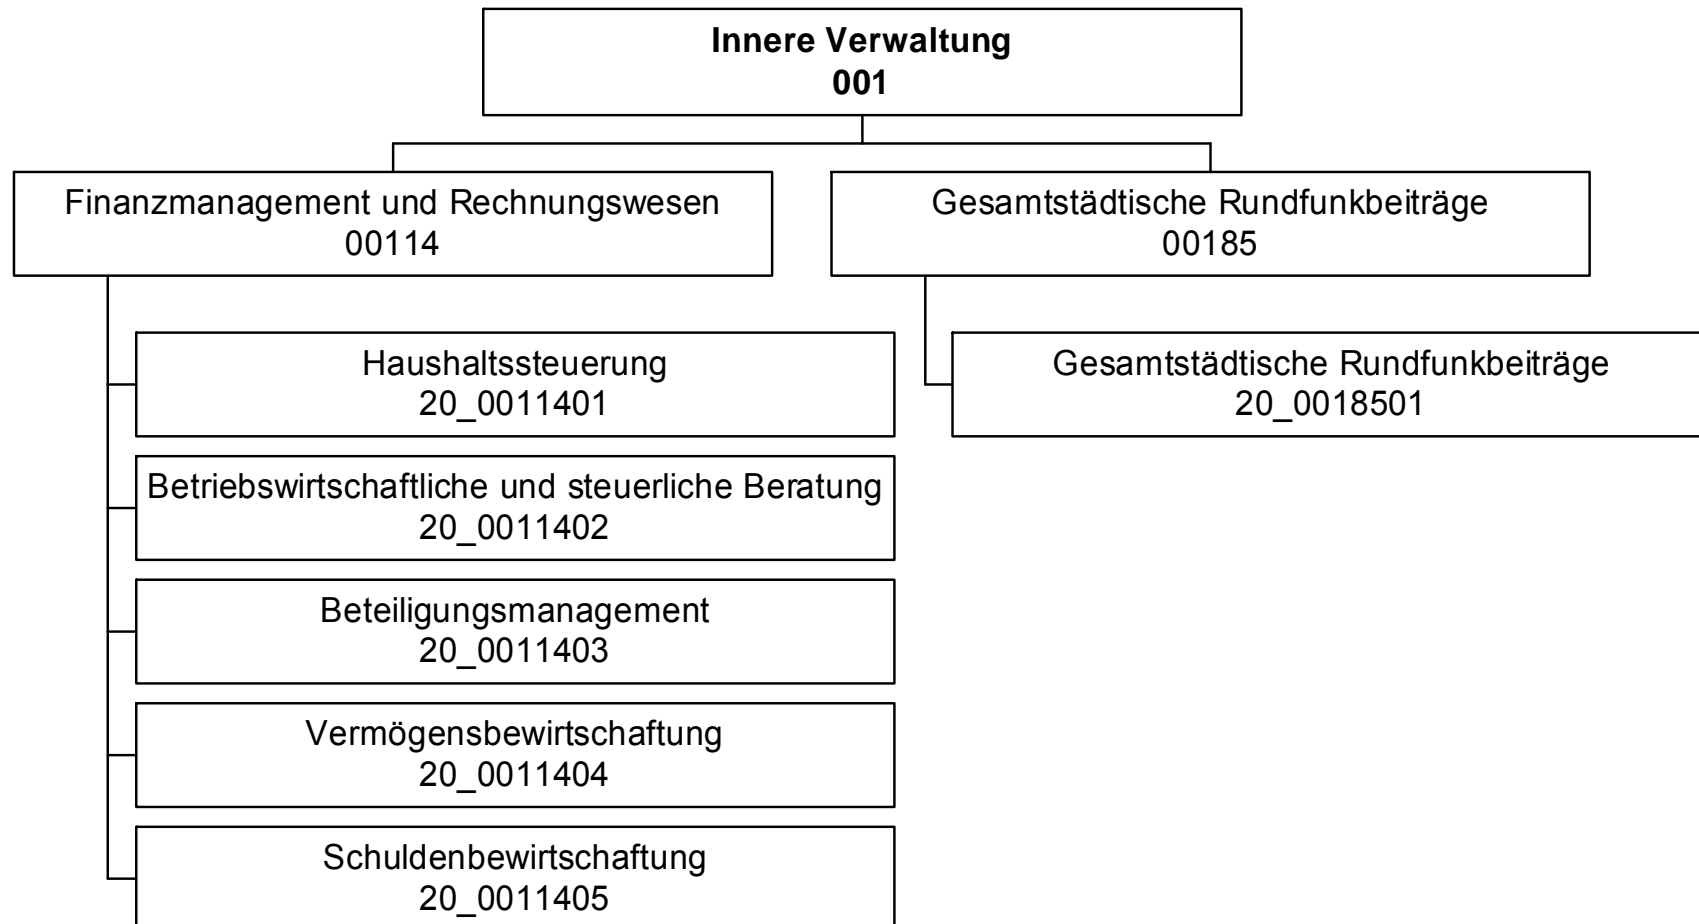 Innere Verwaltung
001
Finanzmanagement und Rechnungswesen
00114
Gesamtstädtische Rundfunkbeiträge
00185
Haushaltssteuerung
20_0011401
Betriebswirtschaftliche und steuerliche Beratung
20_0011402
Beteiligungsmanagement
20_0011403
Vermögensbewirtschaftung
20_0011404
Schuldenbewirtschaftung
20_0011405
Gesamtstädtische Rundfunkbeiträge
20_0018501